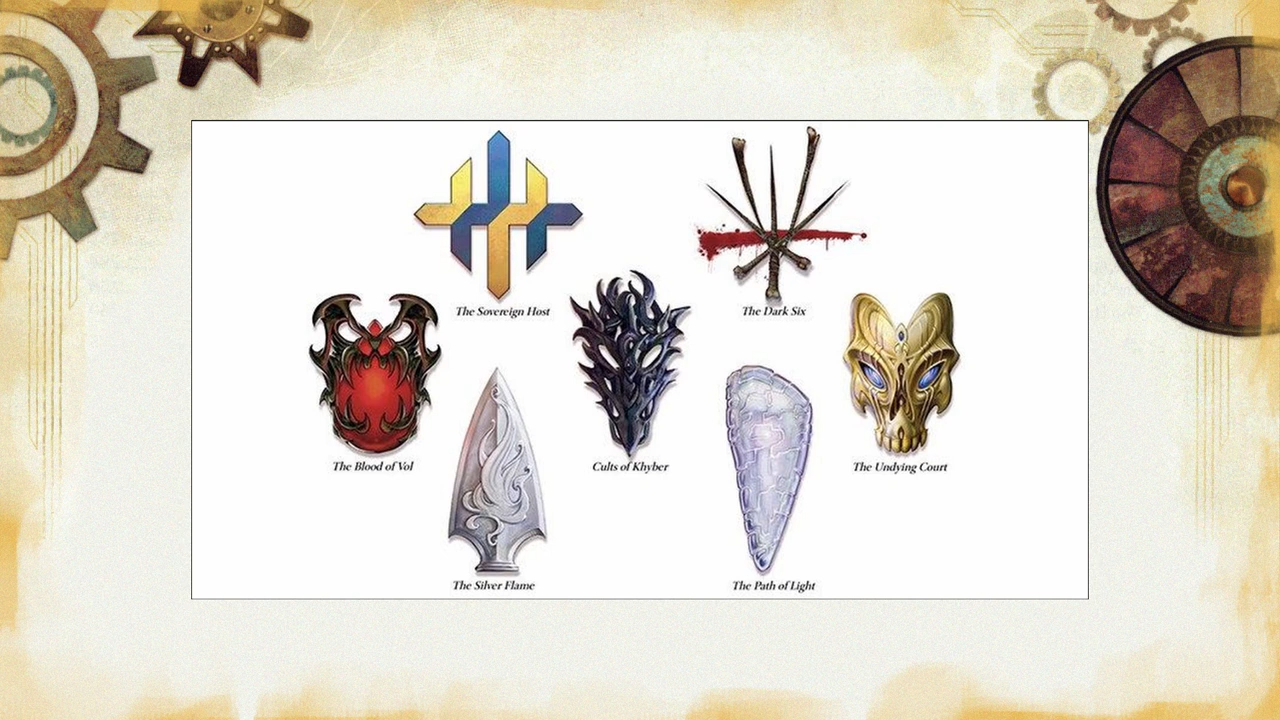 The Sovereign Host
The Dark Six
The Blood of Vol
Cults of Khyber
The Undying Court
The Silver Flame
The Path of Light